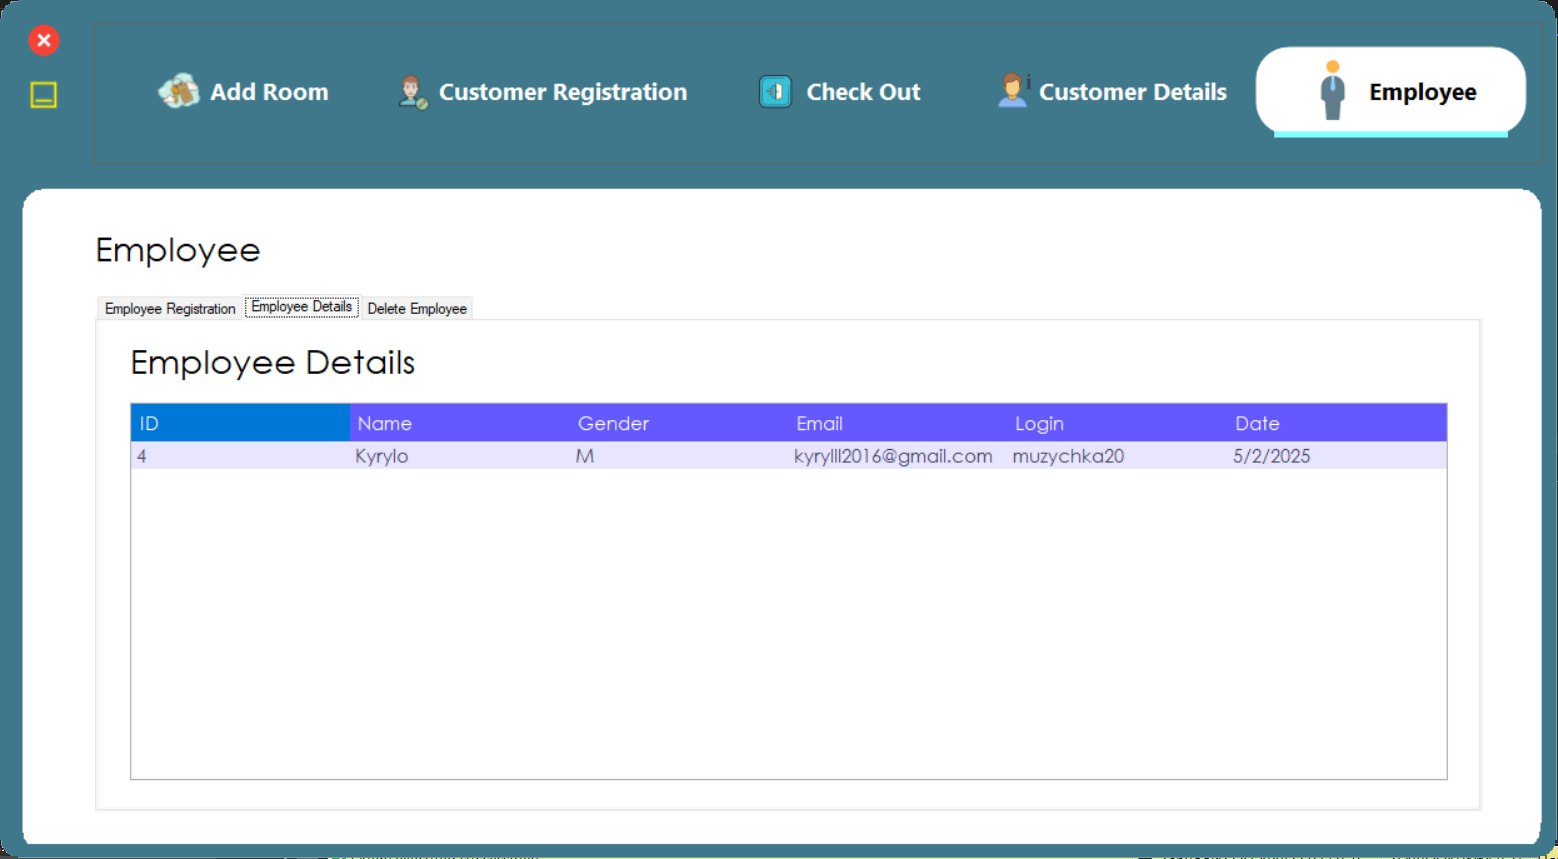 Add Room Customer Registration Check Out Customer Details Employee
Employee
Employee Registration Employee Details Delete Employee
Employee Details
ID Name Gender Email Login Date
4 Kyrylo M kyrylll2016@gmail.com muzychka20 5/2/2025